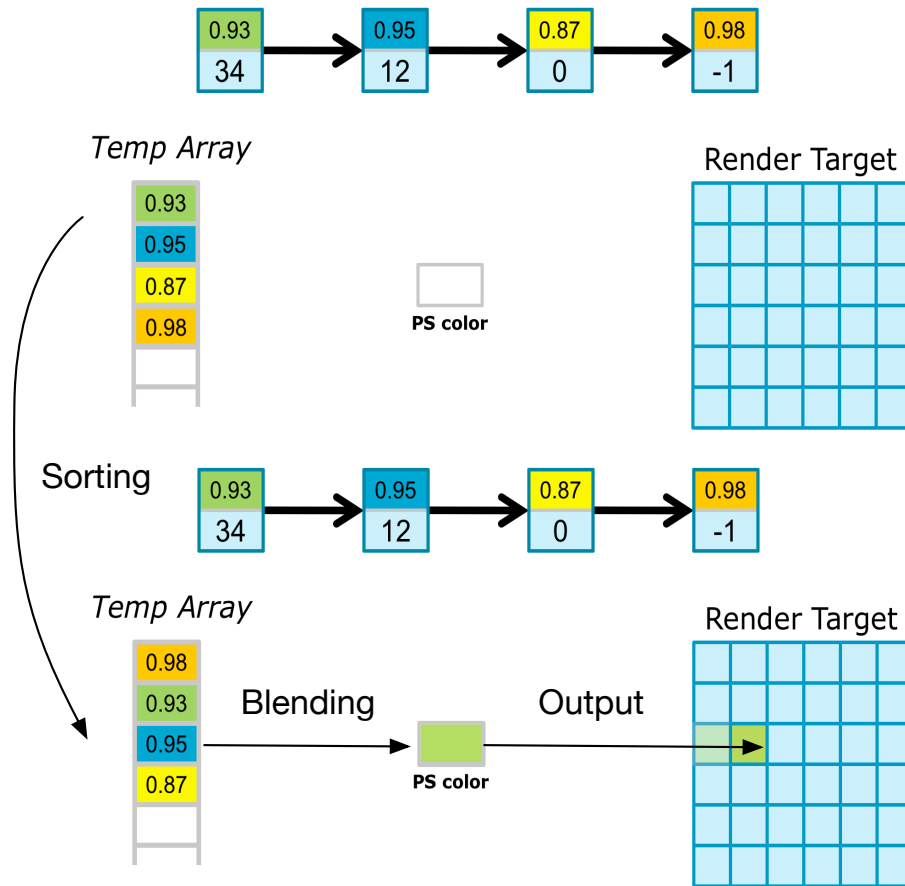 0.93 0.95 0.87 0.98
34 12 0 -1
Temp Array
Render Target
0.93
0.95
0.87
0.98
PS color
Sorting
0.93 0.95 0.87 0.98
34 12 0 -1
Temp Array
Render Target
0.98
0.93
0.95
0.87
Blending
PS color
Output